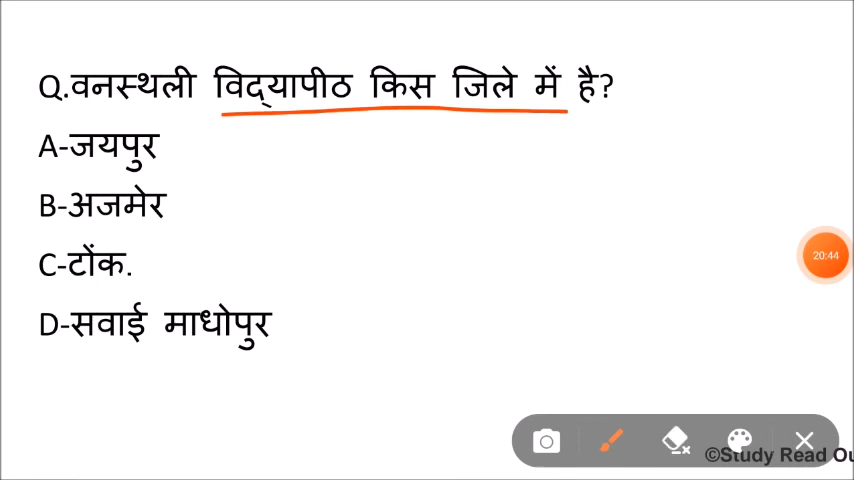 Q.वनस्थली विद्यापीठ किस जिले में है?
A-जयपुर
B-अजमेर
20:44
C-टोंक.
D-सवाई माधोपुर
©Study Read Ou